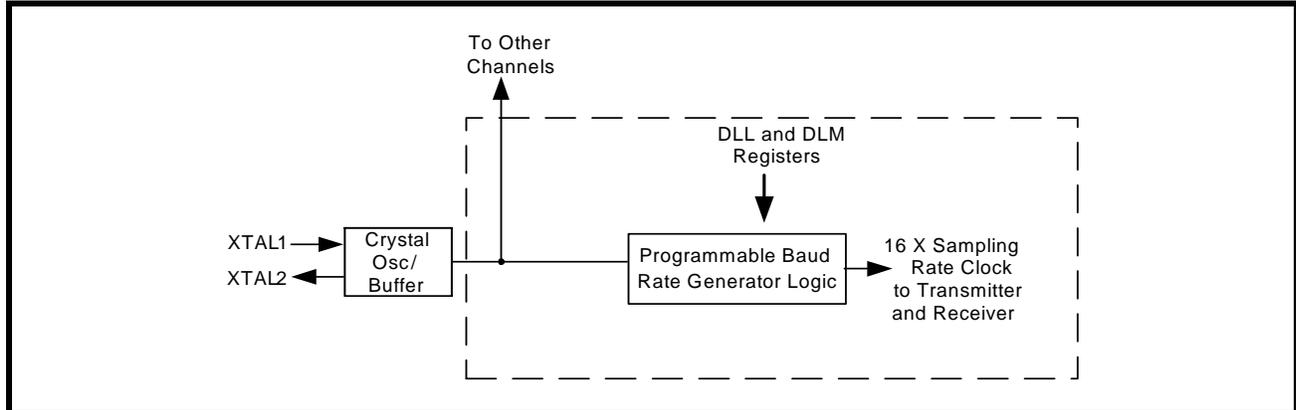 To Other
Channels
DLL and DLM
Registers
XTAL1
XTAL2
Crystal
Osc/
Buffer
Programmable Baud
Rate Generator Logic
16 X Sampling
Rate Clock
to Transmitter
and Receiver